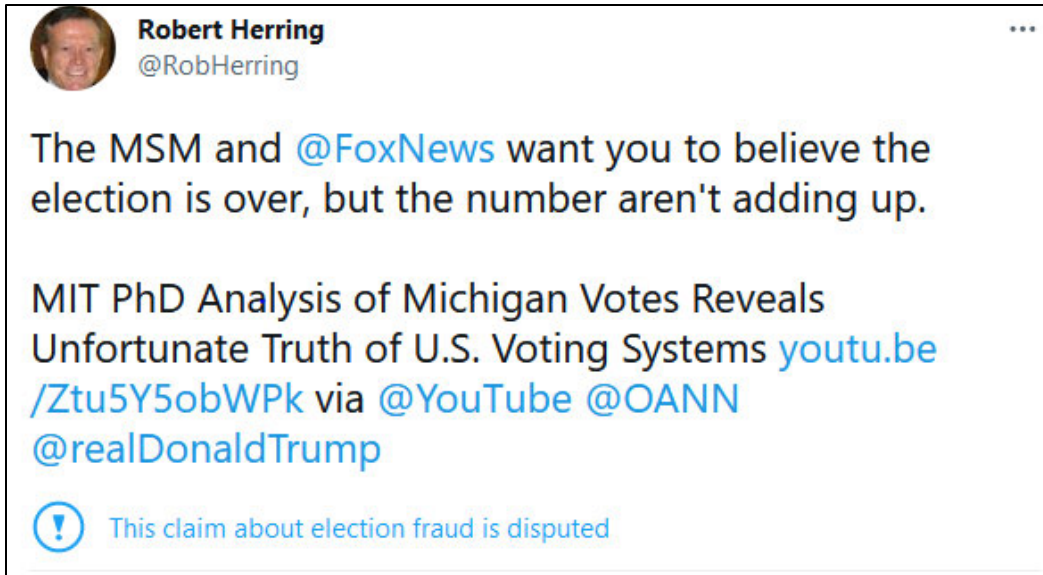 Robert Herring
@RobHerring
The MSM and @FoxNews want you to believe the
election is over, but the number aren't adding up.
MIT PhD Analysis of Michigan Votes Reveals
Unfortunate Truth of U.S. Voting Systems youtu.be
/Ztu5Y5obWPk via @YouTube @OANN
@realDonaldTrump
This claim about election fraud is disputed